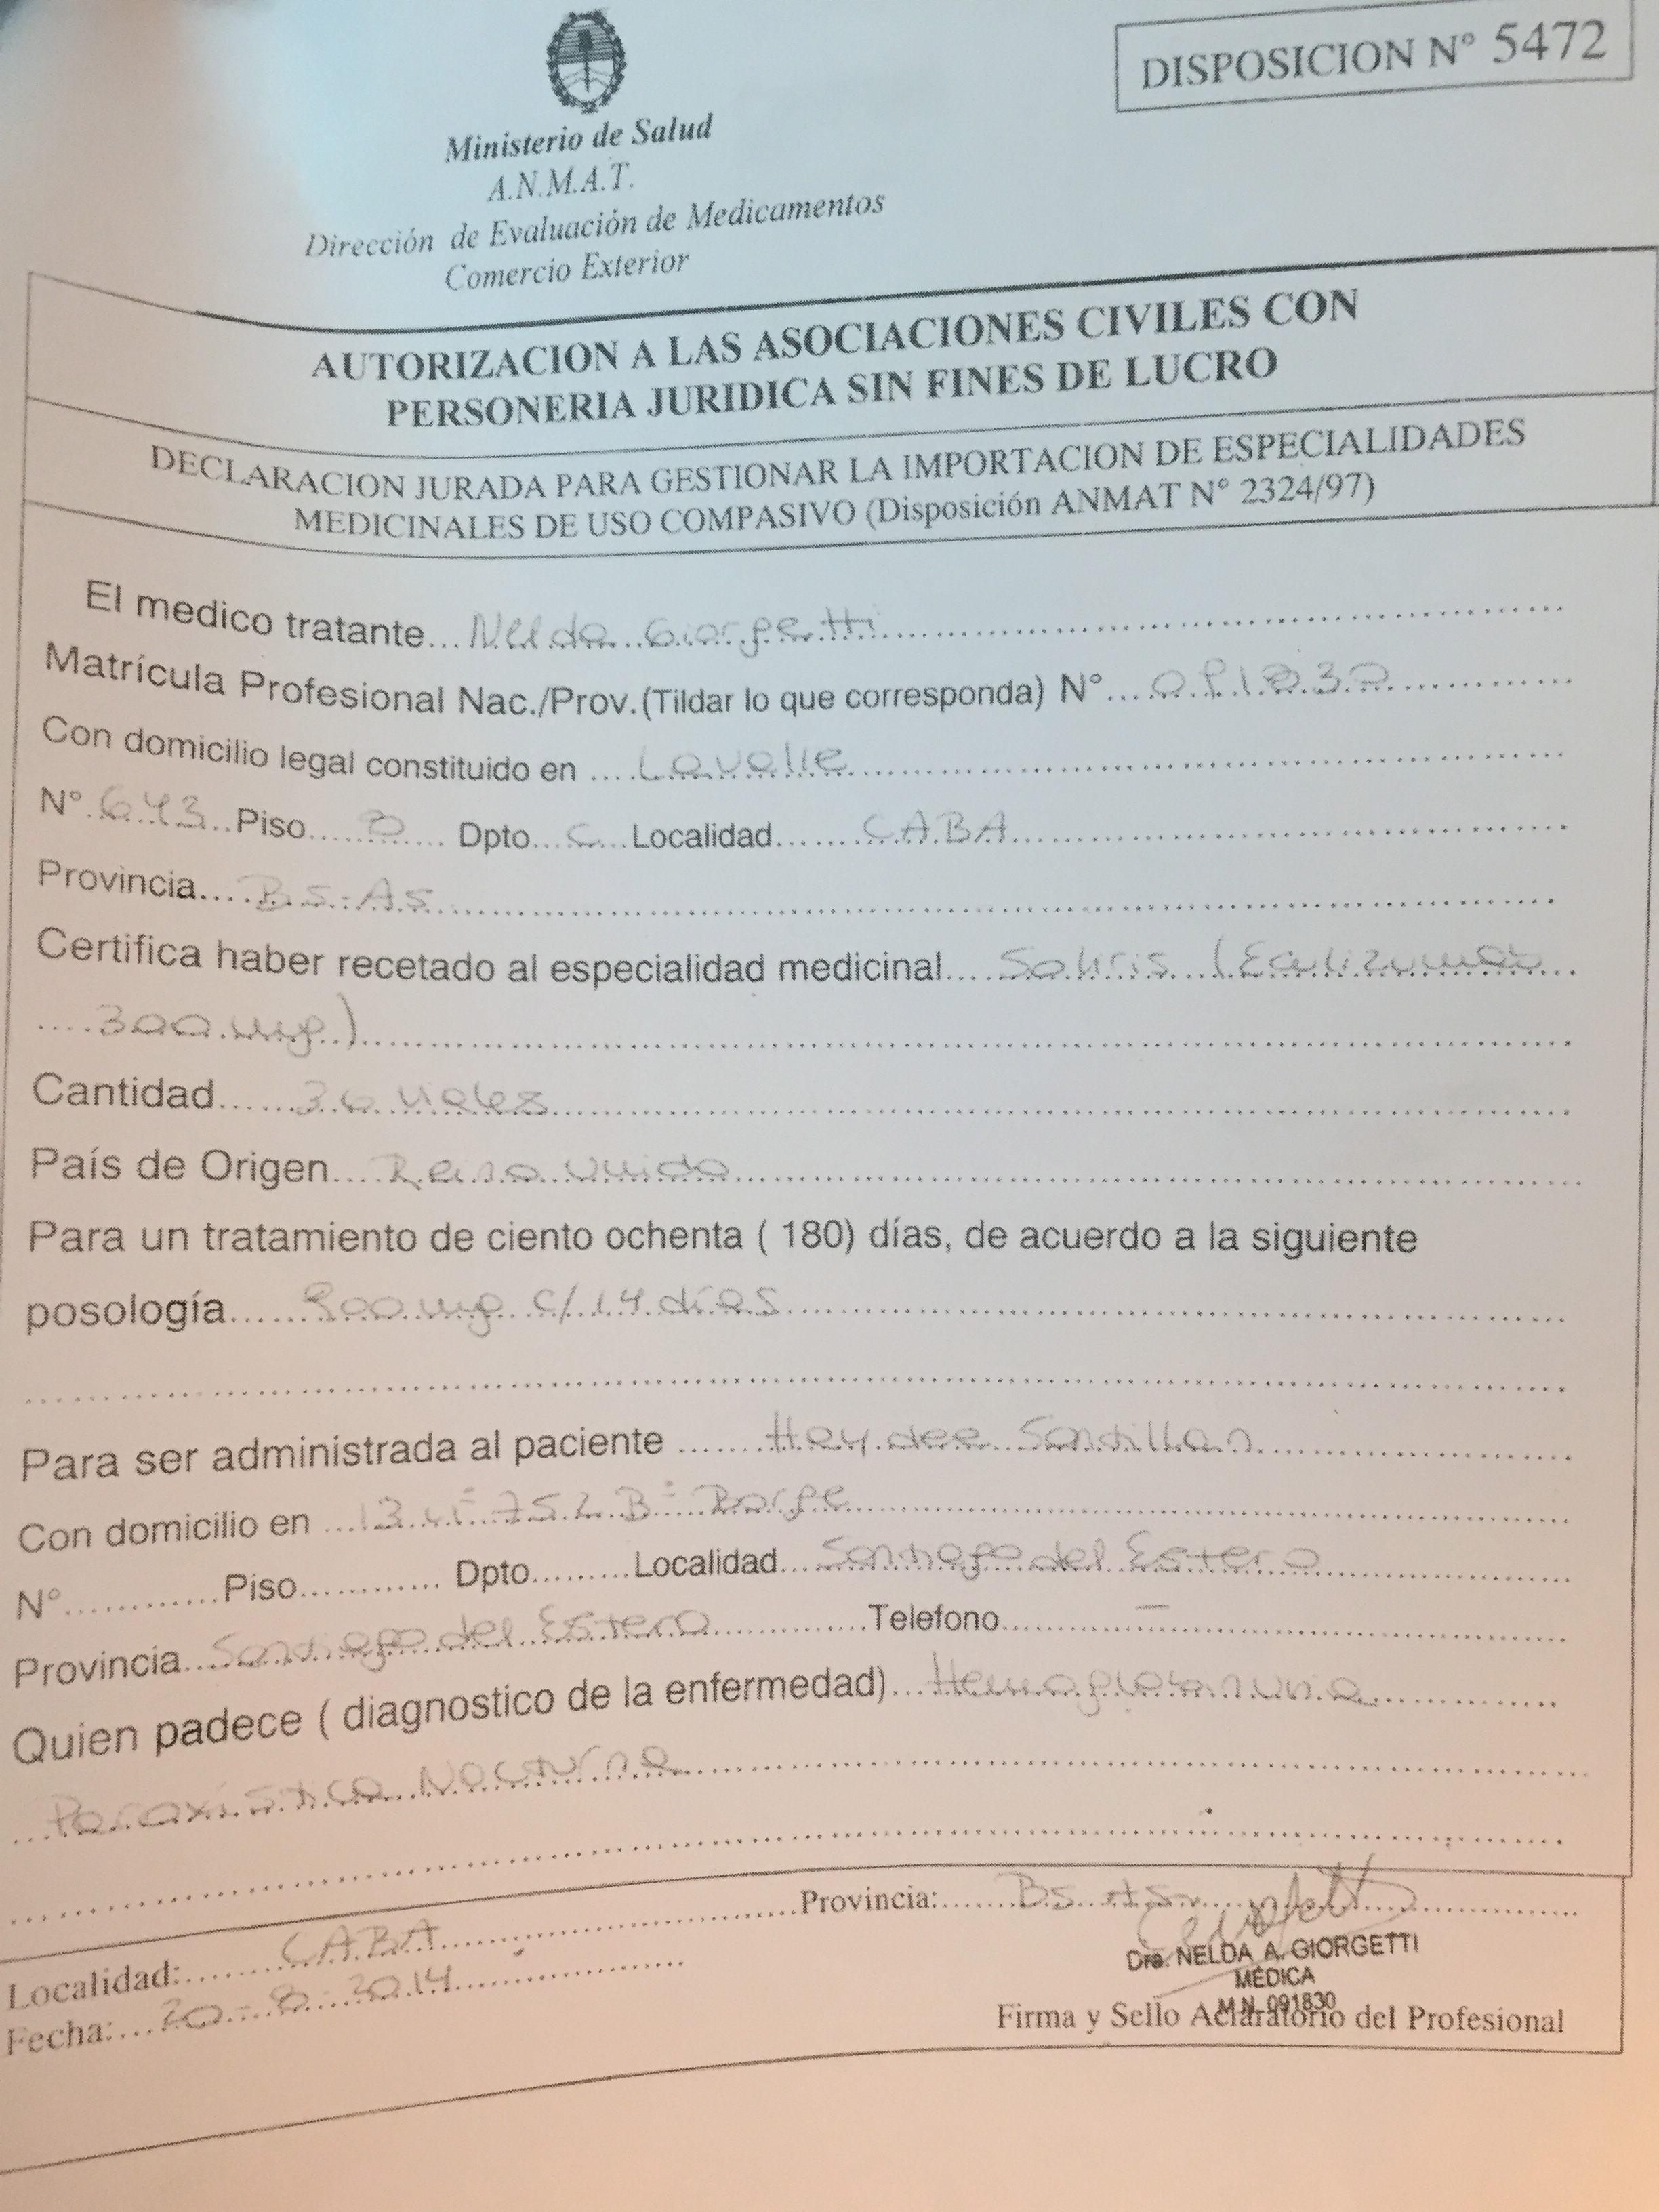 DISPOSICION N° 5472
Ministerio de Salud
A.N.M.A.T.
Dirección de Evaluación de Medicamentos
Comercio Exterior
AUTORIZACION A LAS ASOCIACIONES CIVILES CON
PERSONERIA JURIDICA SIN FINES DE LUCRO
DECLARACION JURADA PARA GESTIONAR LA IMPORTACION DE ESPECIALIDADES
MEDICINALES DE USO COMPASIVO (Disposición ANMAT N° 2324/97)
El medico tratante... Nelda Giorgetti
Matrícula Profesional Nac./Prov.(Tildar lo que corresponda) N°.... 091830
Con domicilio legal constituido en .... Lavalle
N°. 643 Piso..... Dpto... C Localidad...... CABA
Provincia.... Bs-As
Certifica haber recetado al especialidad medicinal.... Soliris (Eculizumab
300 mg)
Cantidad...... 36 viales
País de Origen.... Reino Unido
Para un tratamiento de ciento ochenta ( 180) días, de acuerdo a la siguiente
posología..... 900 mg c/14 días
Para ser administrada al paciente ...... Haydee Santillan
Con domicilio en ... 13 n° 752 B°
N°............ Piso............ Dpto......... Localidad... Santiago del Estero
Provincia... Santiago del Estero Telefono... –
Quien padece ( diagnostico de la enfermedad)... Hemoglobinuria
Paroxística Nocturna
Localidad:...... CABA Provincia:...... Bs As
Fecha:... 20-8-2014
Dra. NELDA A. GIORGETTI
MÉDICA
M.N. 091830
Firma y Sello Aclaratorio del Profesional